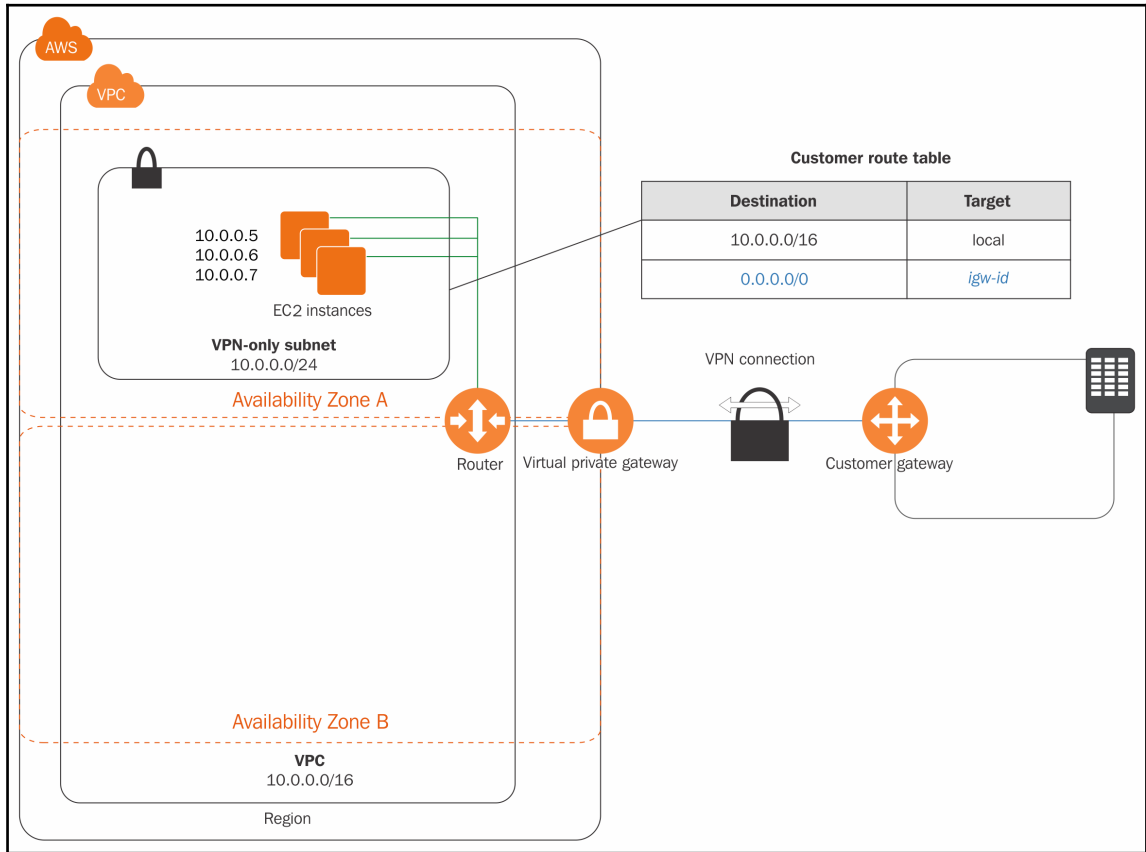 AWS
VPC
Customer route table
Destination Target
10.0.0.0/16 local
0.0.0.0/0 igw-id
10.0.0.5
10.0.0.6
10.0.0.7
EC2 instances
VPN-only subnet
10.0.0.0/24
Availability Zone A
VPN connection
Router
Virtual private gateway
Customer gateway
Availability Zone B
VPC
10.0.0.0/16
Region